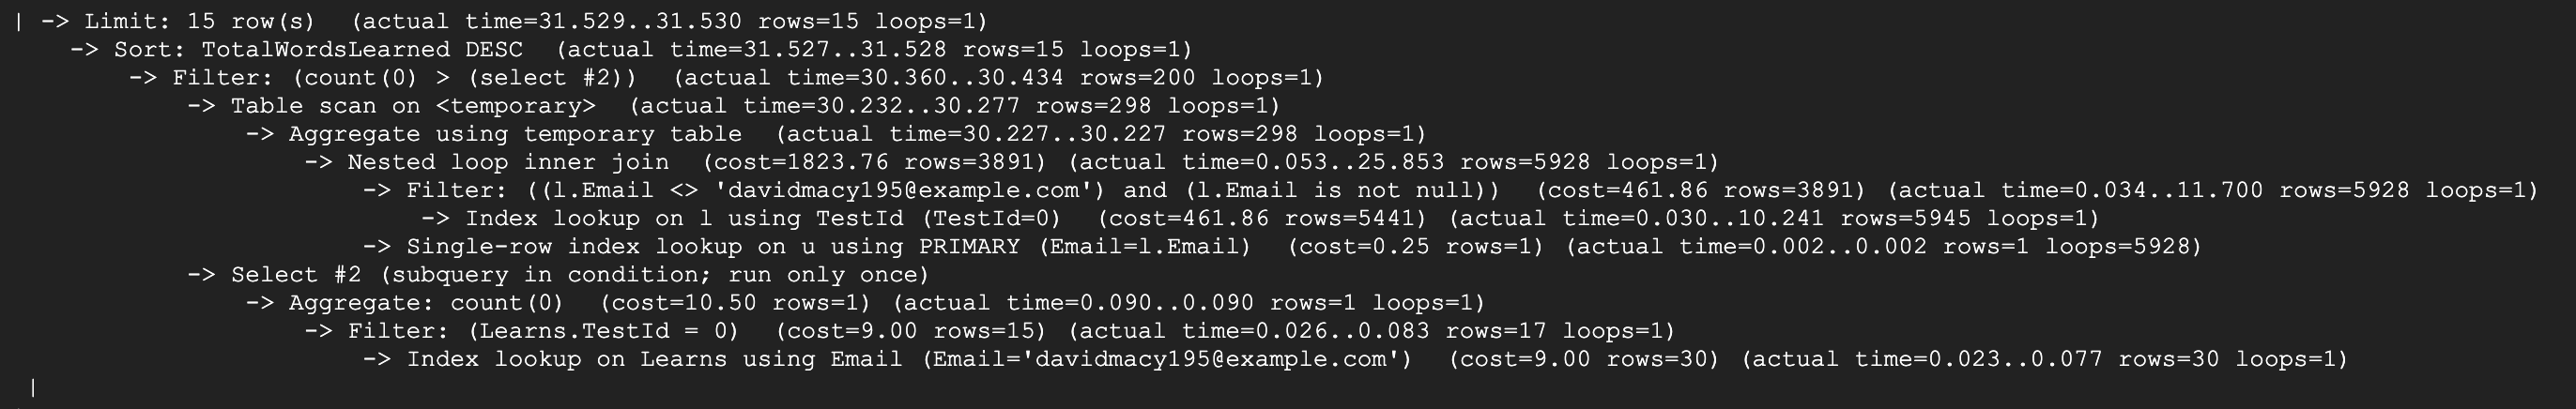 | -> Limit: 15 row(s)  (actual time=31.529..31.530 rows=15 loops=1)
    -> Sort: TotalWordsLearned DESC  (actual time=31.527..31.528 rows=15 loops=1)
        -> Filter: (count(0) > (select #2))  (actual time=30.360..30.434 rows=200 loops=1)
            -> Table scan on <temporary>  (actual time=30.232..30.277 rows=298 loops=1)
                -> Aggregate using temporary table  (actual time=30.227..30.227 rows=298 loops=1)
                    -> Nested loop inner join  (cost=1823.76 rows=3891) (actual time=0.053..25.853 rows=5928 loops=1)
                        -> Filter: ((l.Email <> 'davidmacy195@example.com') and (l.Email is not null))  (cost=461.86 rows=3891) (actual time=0.034..11.700 rows=5928 loops=1)
                            -> Index lookup on l using TestId (TestId=0)  (cost=461.86 rows=5441) (actual time=0.030..10.241 rows=5945 loops=1)
                        -> Single-row index lookup on u using PRIMARY (Email=l.Email)  (cost=0.25 rows=1) (actual time=0.002..0.002 rows=1 loops=5928)
            -> Select #2 (subquery in condition; run only once)
                -> Aggregate: count(0)  (cost=10.50 rows=1) (actual time=0.090..0.090 rows=1 loops=1)
                    -> Filter: (Learns.TestId = 0)  (cost=9.00 rows=15) (actual time=0.026..0.083 rows=17 loops=1)
                        -> Index lookup on Learns using Email (Email='davidmacy195@example.com')  (cost=9.00 rows=30) (actual time=0.023..0.077 rows=30 loops=1)
 |